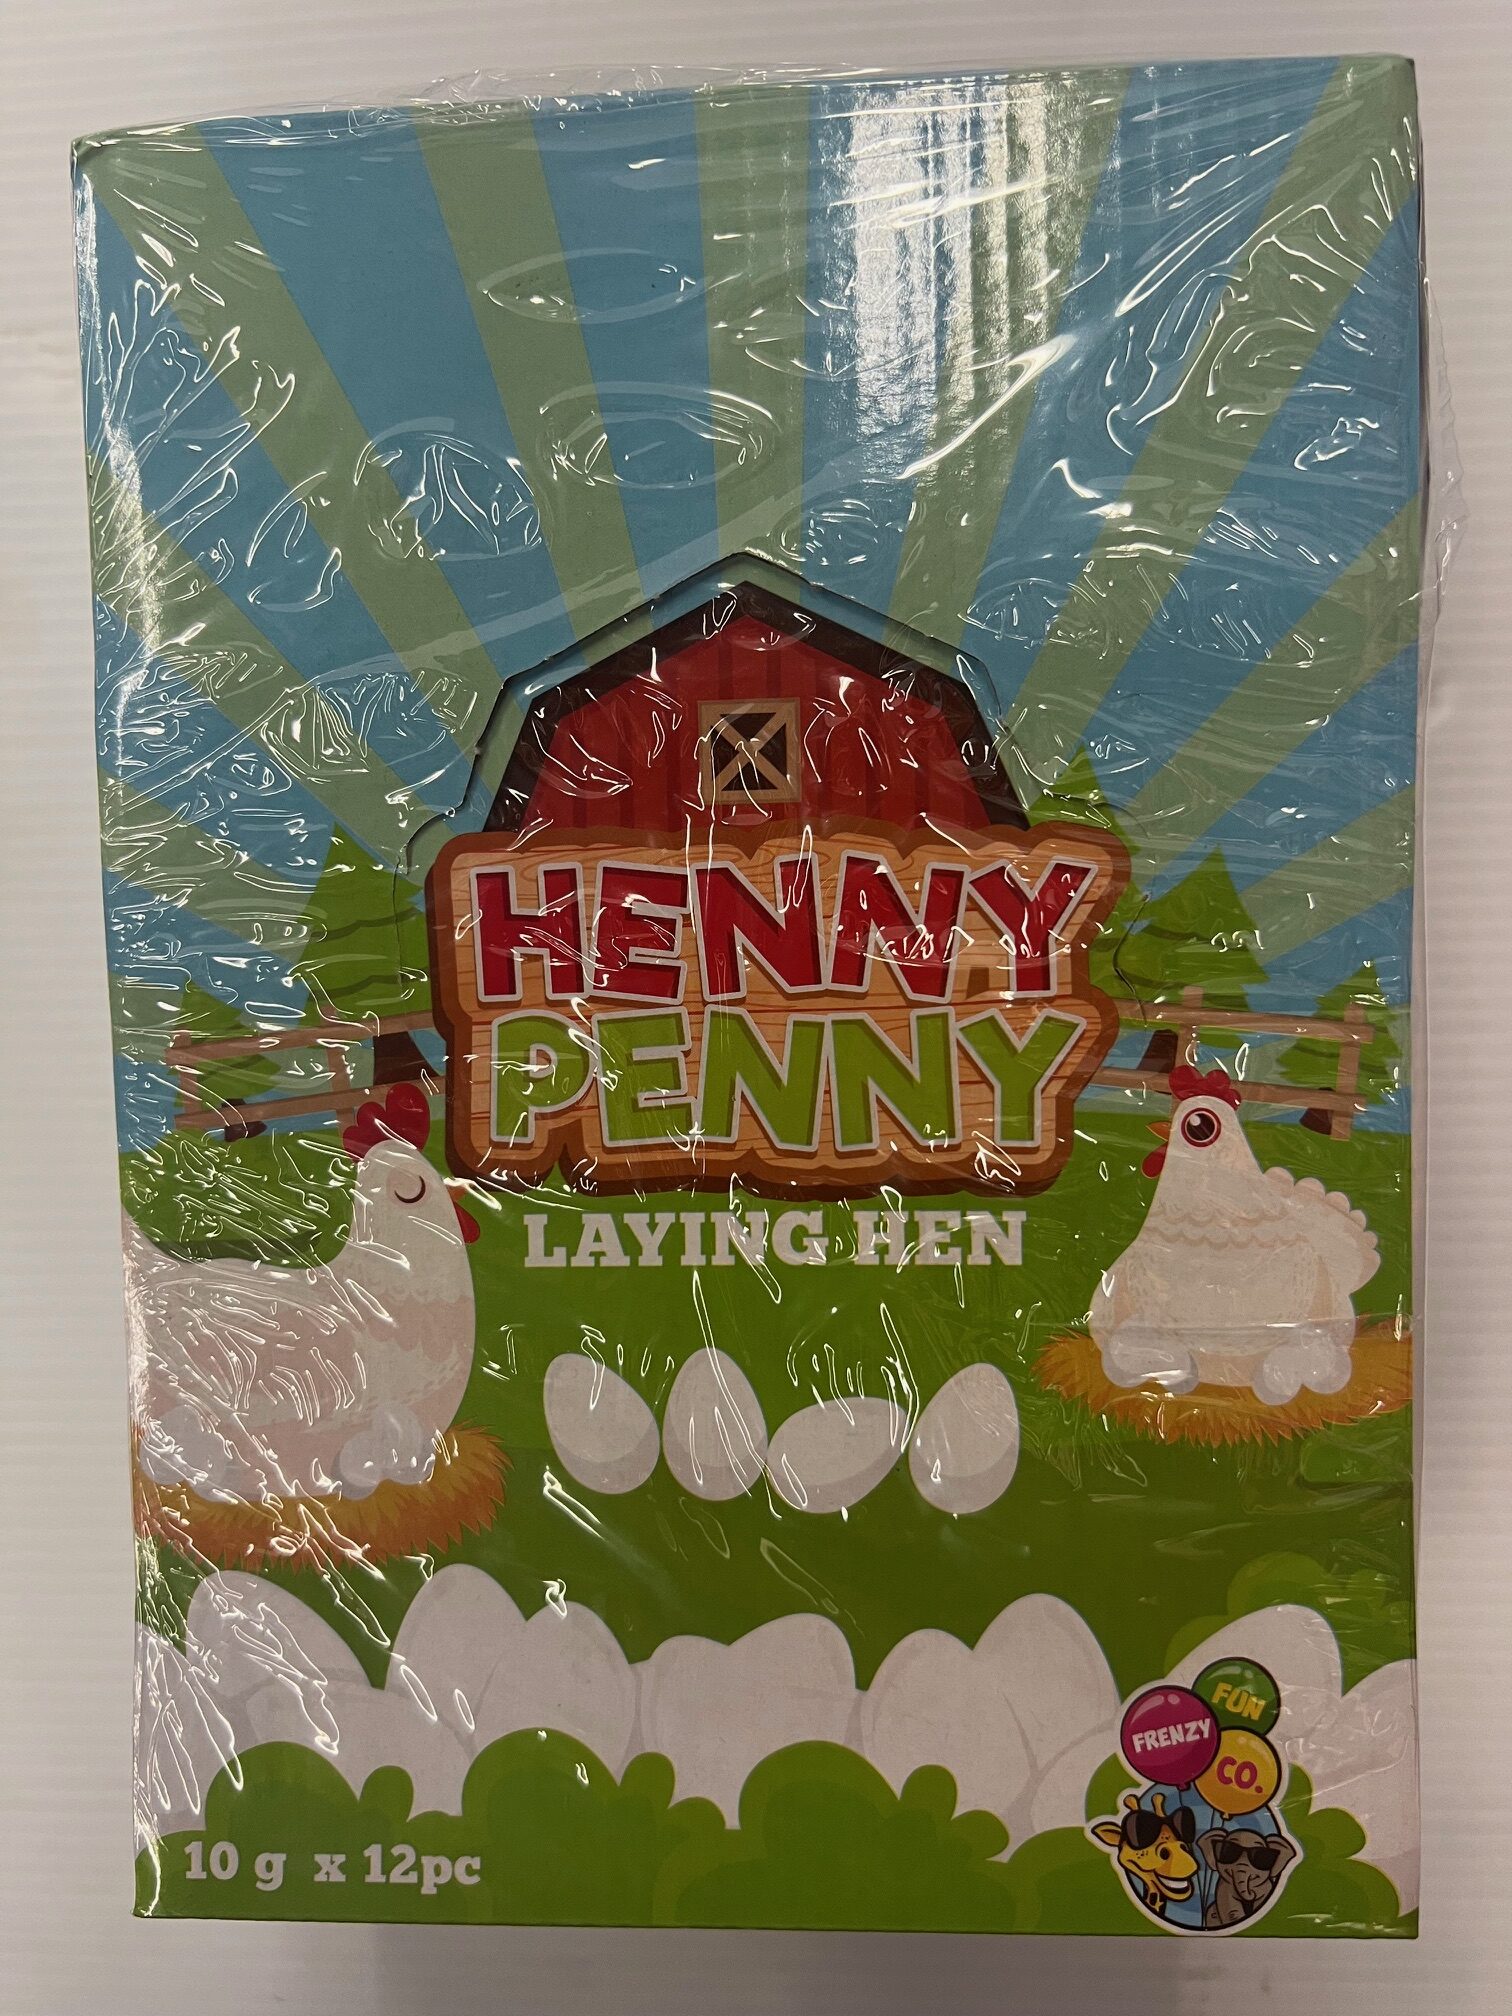 HENNY
PENNY
LAYING HEN
FUN
FRENZY
CO.
10 g x 12pc